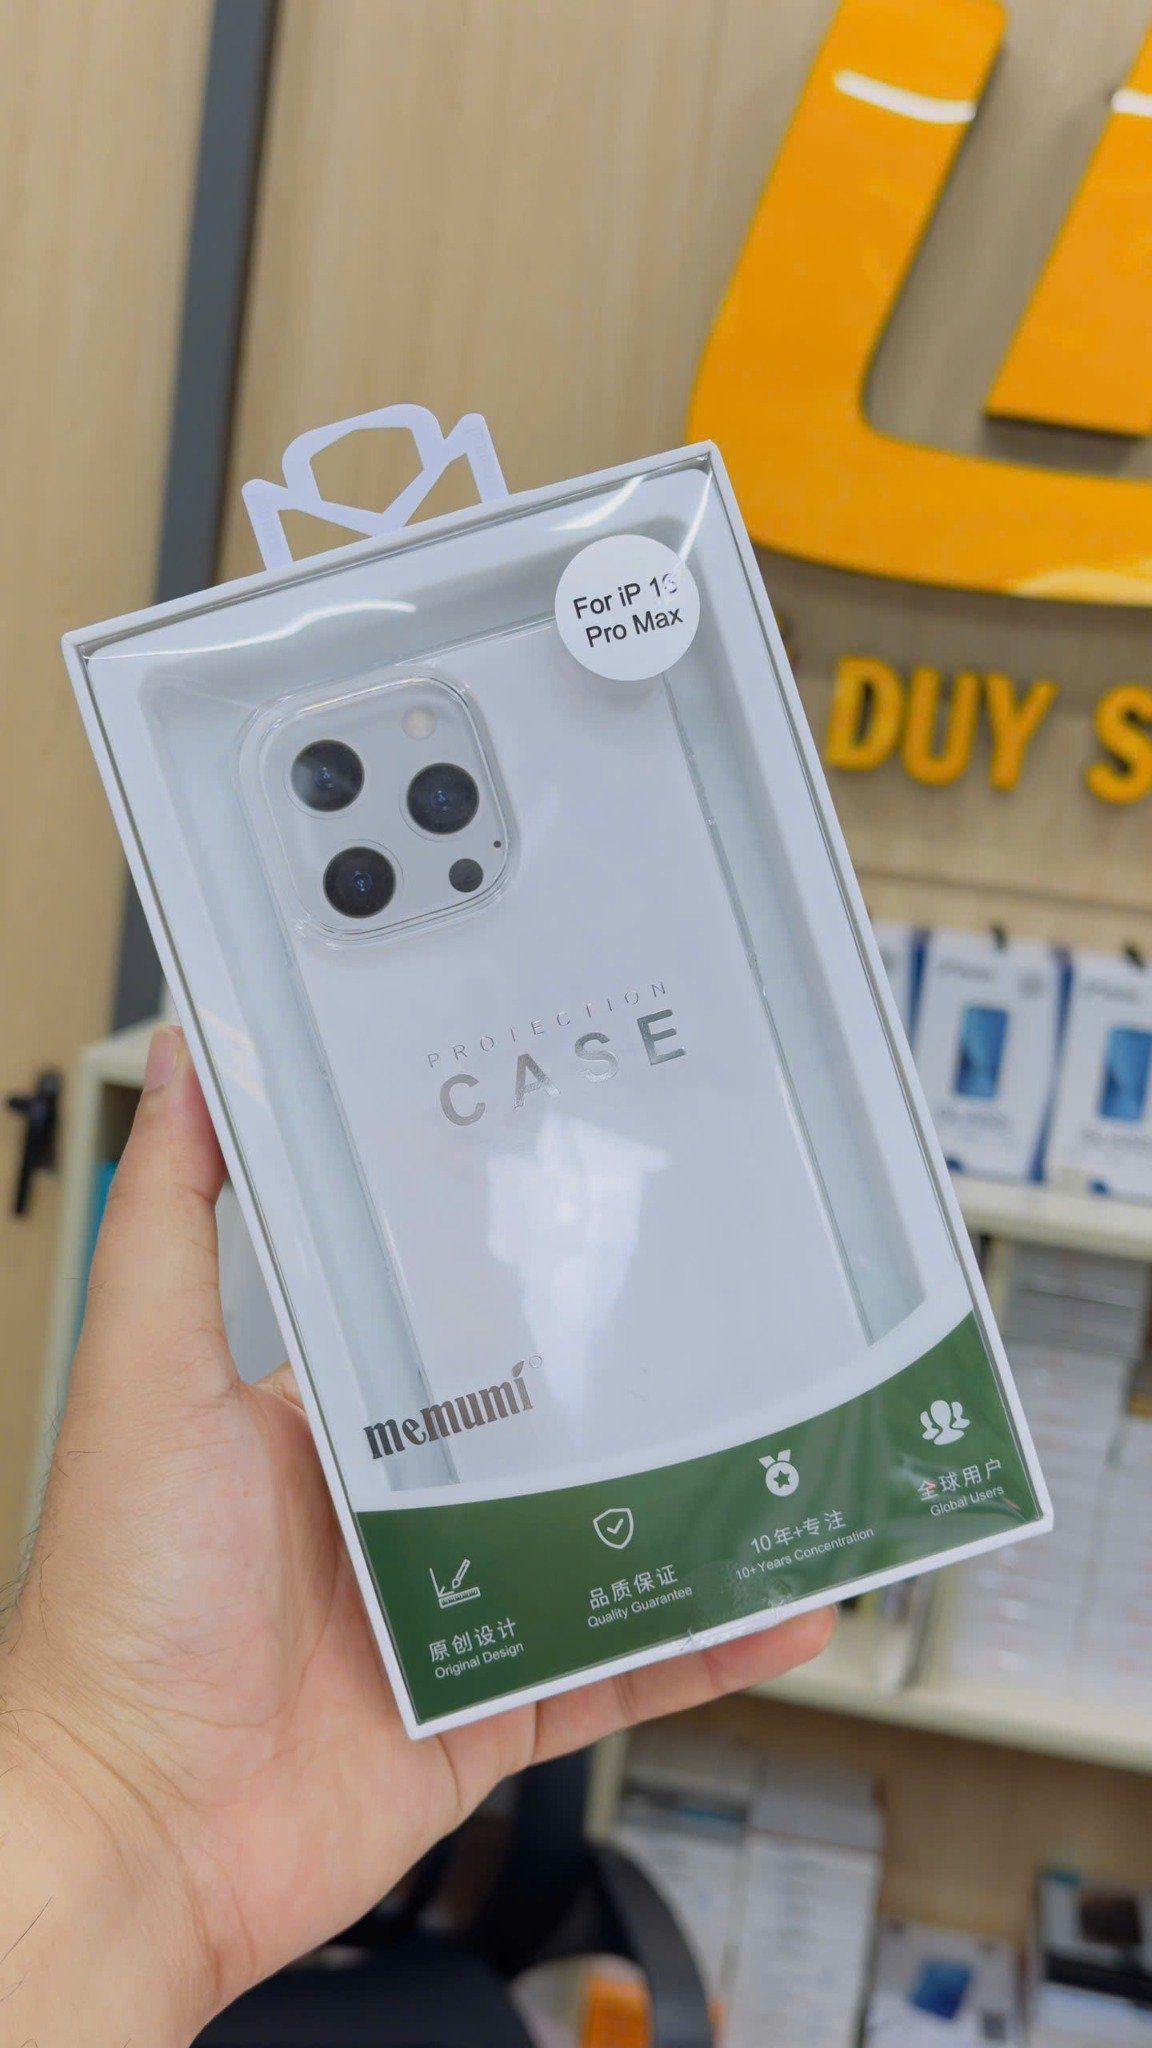 For iP 16
Pro Max
DUY S
PROTECTION
CASE
memumi
原创设计
Original Design
品质保证
Quality Guarantee
10年+专注
10+Years Concentration
全球用户
Global Users